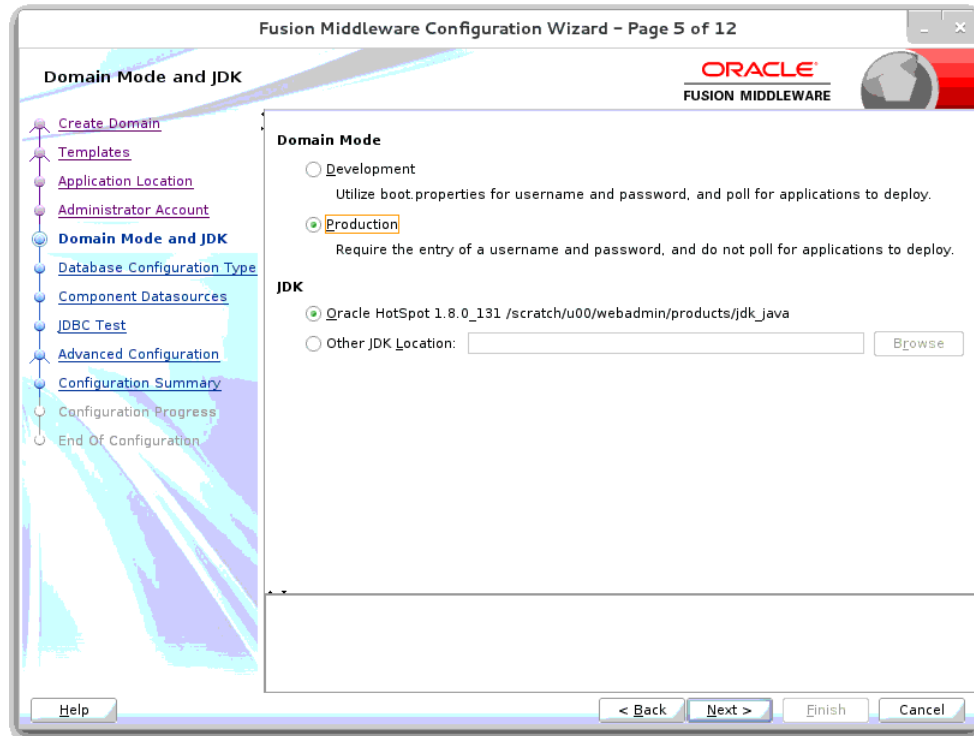 Fusion Middleware Configuration Wizard – Page 5 of 12
Domain Mode and JDK
ORACLE
FUSION MIDDLEWARE
Create Domain
Templates
Application Location
Administrator Account
Domain Mode and JDK
Database Configuration Type
Component Datasources
JDBC Test
Advanced Configuration
Configuration Summary
Configuration Progress
End Of Configuration
Domain Mode
Development
Utilize boot.properties for username and password, and poll for applications to deploy.
Production
Require the entry of a username and password, and do not poll for applications to deploy.
JDK
Oracle HotSpot 1.8.0_131 /scratch/u00/webadmin/products/jdk_java
Other JDK Location:
Browse
Help
< Back
Next >
Finish
Cancel